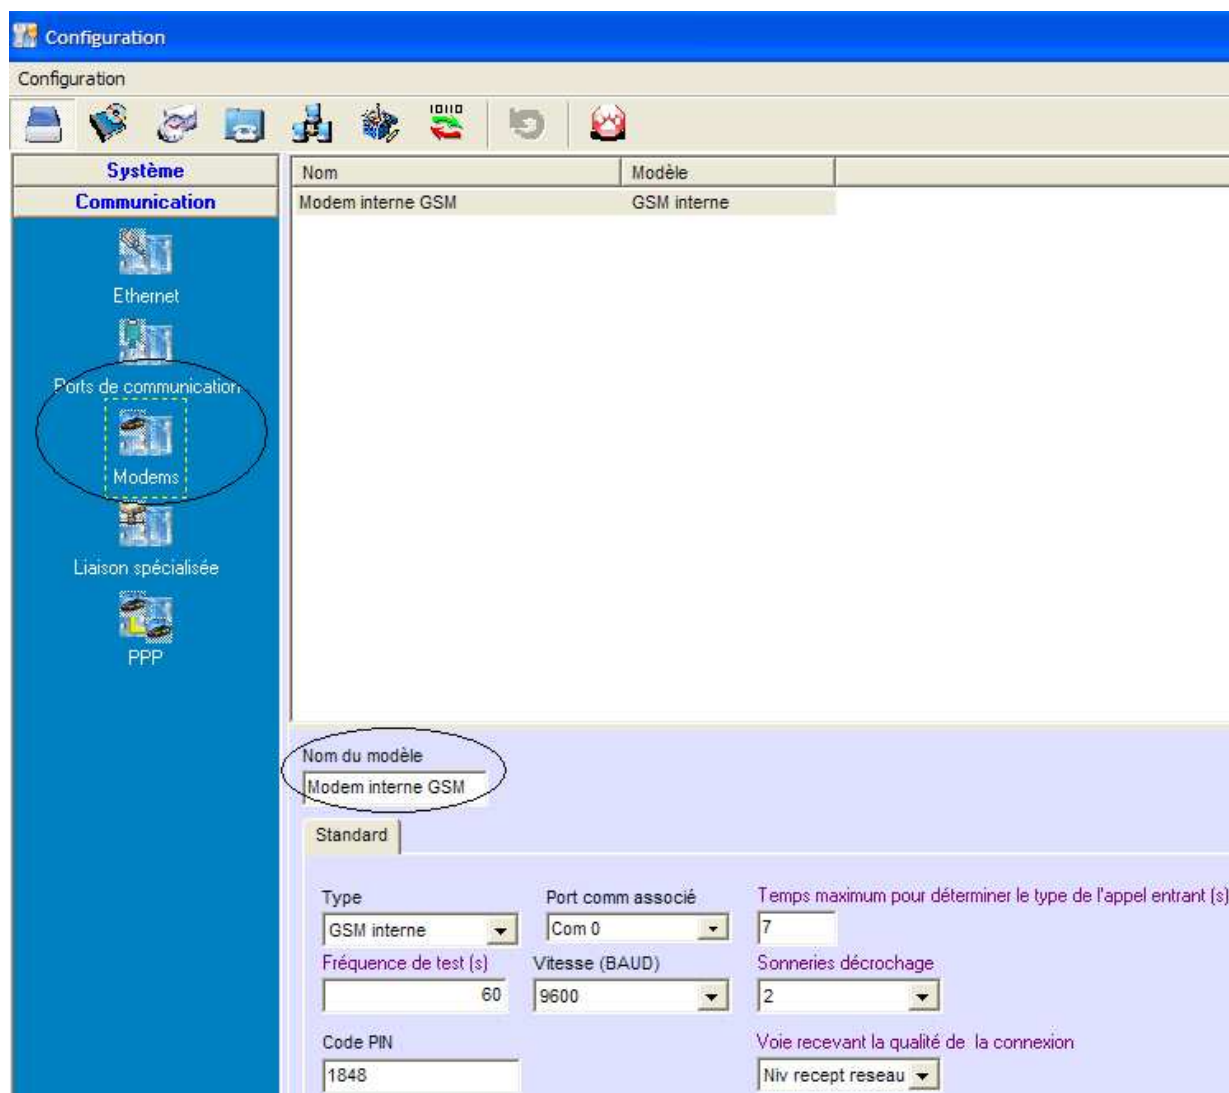 Configuration
Configuration
10110
Système
Communication
Ethernet
Ports de communication
Modems
Liaison spécialisée
PPP
Nom Modèle
Modem interne GSM GSM interne
Nom du modèle
Modem interne GSM
Standard
Type Port comm associé Temps maximum pour déterminer le type de l'appel entrant (s)
GSM interne Com 0 7
Fréquence de test (s) Vitesse (BAUD) Sonneries décrochage
60 9600 2
Code PIN Voie recevant la qualité de la connexion
1848 Niv recept reseau